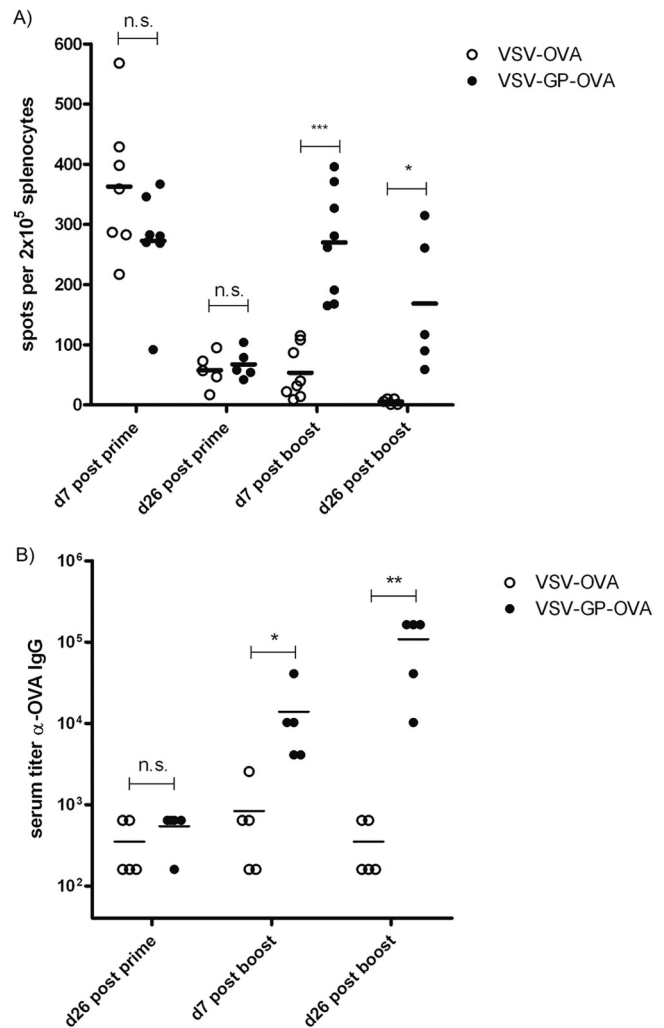 A)
n.s.
n.s.
***
*
VSV-OVA
VSV-GP-OVA
600
500
400
300
200
100
0
spots per 2x10⁵ splenocytes
d7 post prime
d26 post prime
d7 post boost
d26 post boost
B)
n.s.
*
**
VSV-OVA
VSV-GP-OVA
10⁶
10⁵
10⁴
10³
10²
serum titer α-OVA IgG
d26 post prime
d7 post boost
d26 post boost